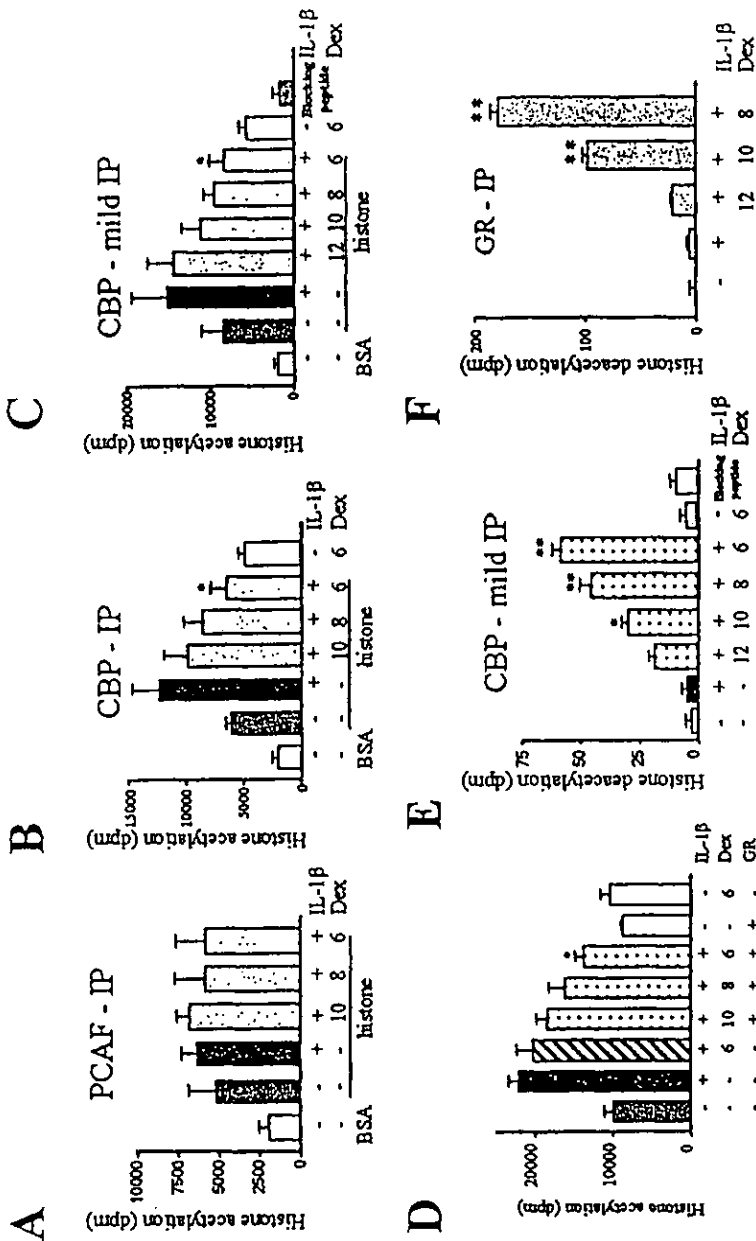 A
PCAF - IP
Histone acetylation (dpm)
10000
7500
5000
2500
0
- - + + + + IL-1β
- - - 10 8 6 Dex
BSA histone
B
CBP - IP
Histone acetylation (dpm)
15000
10000
5000
0
*
- - + + + + - IL-1β
- - - 10 8 6 6 Dex
BSA histone
C
CBP - mild IP
Histone acetylation (dpm)
20000
10000
0
*
- - + + + + + - Blocking IL-1β
- - - 12 10 8 6 6 peptide Dex
BSA histone
D
Histone acetylation (dpm)
20000
10000
0
*
- + + + + + - - IL-1β
- - 6 10 8 6 - 6 Dex
- - - + + + + - GR
E
CBP - mild IP
Histone deacetylation (dpm)
75
50
25
0
* ** **
- + + + + + - Blocking IL-1β
- - 12 10 8 6 6 peptide Dex
F
GR - IP
Histone deacetylation (dpm)
200
100
0
** **
- + + + + IL-1β
12 10 8 Dex